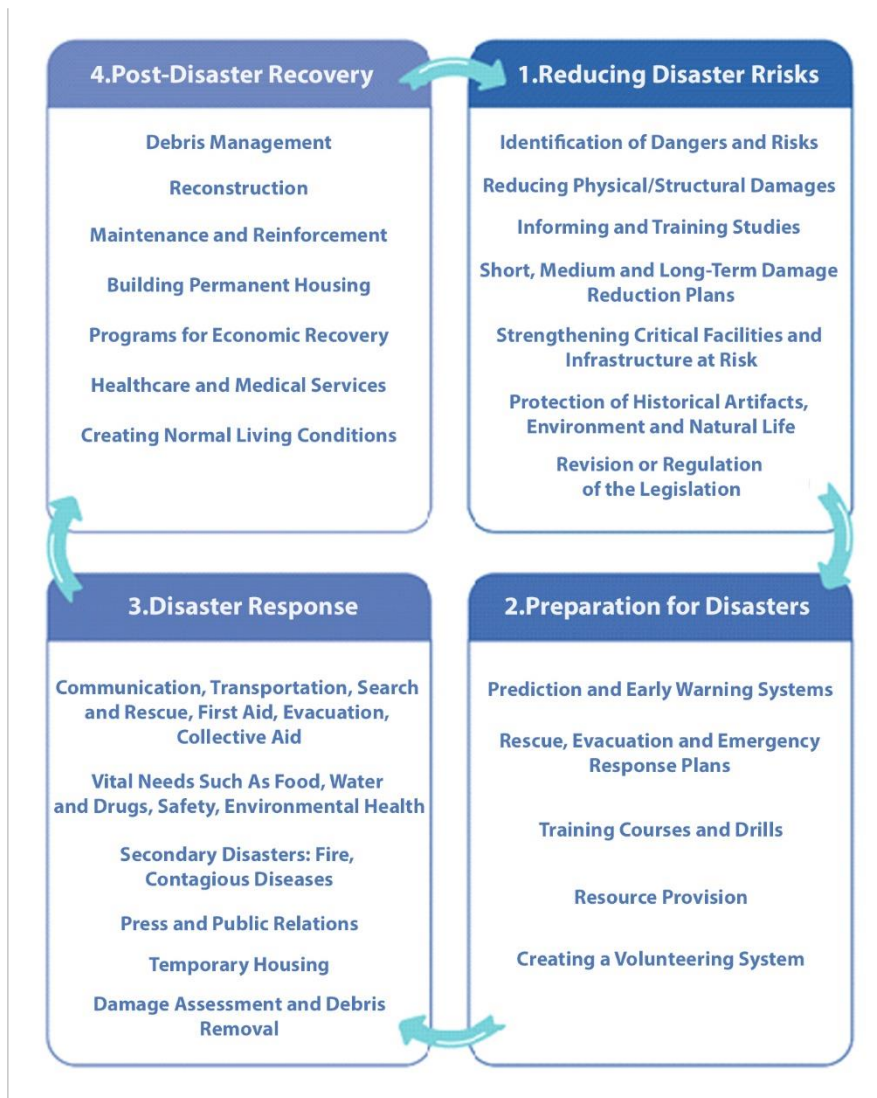 4.Post-Disaster Recovery
Debris Management
Reconstruction
Maintenance and Reinforcement
Building Permanent Housing
Programs for Economic Recovery
Healthcare and Medical Services
Creating Normal Living Conditions
1.Reducing Disaster Rrisks
Identification of Dangers and Risks
Reducing Physical/Structural Damages
Informing and Training Studies
Short, Medium and Long-Term Damage
Reduction Plans
Strengthening Critical Facilities and
Infrastructure at Risk
Protection of Historical Artifacts,
Environment and Natural Life
Revision or Regulation
of the Legislation
3.Disaster Response
Communication, Transportation, Search
and Rescue, First Aid, Evacuation,
Collective Aid
Vital Needs Such As Food, Water
and Drugs, Safety, Environmental Health
Secondary Disasters: Fire,
Contagious Diseases
Press and Public Relations
Temporary Housing
Damage Assessment and Debris
Removal
2.Preparation for Disasters
Prediction and Early Warning Systems
Rescue, Evacuation and Emergency
Response Plans
Training Courses and Drills
Resource Provision
Creating a Volunteering System